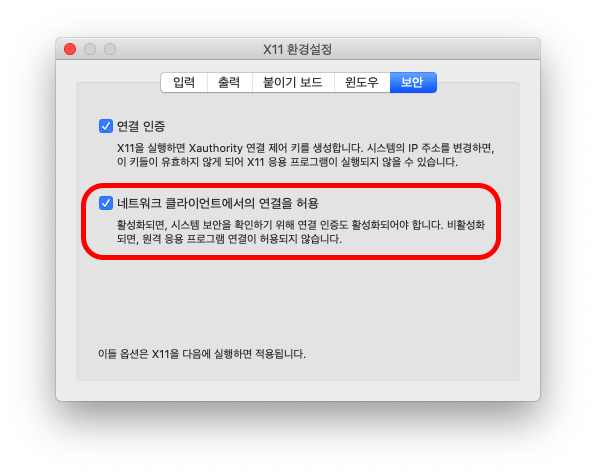 X11 환경설정
입력 출력 붙이기 보드 윈도우 보안
연결 인증
X11을 실행하면 Xauthority 연결 제어 키를 생성합니다. 시스템의 IP 주소를 변경하면,
이 키들이 유효하지 않게 되어 X11 응용 프로그램이 실행되지 않을 수 있습니다.
네트워크 클라이언트에서의 연결을 허용
활성화되면, 시스템 보안을 확인하기 위해 연결 인증도 활성화되어야 합니다. 비활성화
되면, 원격 응용 프로그램 연결이 허용되지 않습니다.
이들 옵션은 X11을 다음에 실행하면 적용됩니다.